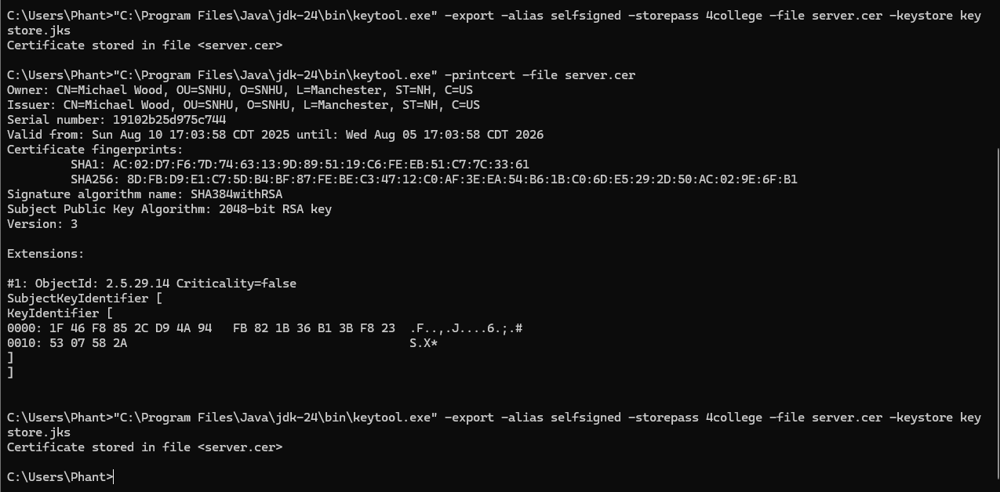 C:\Users\Phant>"C:\Program Files\Java\jdk-24\bin\keytool.exe" -export -alias selfsigned -storepass 4college -file server.cer -keystore key
store.jks
Certificate stored in file <server.cer>
C:\Users\Phant>"C:\Program Files\Java\jdk-24\bin\keytool.exe" -printcert -file server.cer
Owner: CN=Michael Wood, OU=SNHU, O=SNHU, L=Manchester, ST=NH, C=US
Issuer: CN=Michael Wood, OU=SNHU, O=SNHU, L=Manchester, ST=NH, C=US
Serial number: 19102b25d975c744
Valid from: Sun Aug 10 17:03:58 CDT 2025 until: Wed Aug 05 17:03:58 CDT 2026
Certificate fingerprints:
         SHA1: AC:02:D7:F6:7D:74:63:13:9D:89:51:19:C6:FE:EB:51:C7:7C:33:61
         SHA256: 8D:FB:D9:E1:C7:5D:B4:BF:87:FE:BE:C3:47:12:C0:AF:3E:EA:54:B6:1B:C0:6D:E5:29:2D:50:AC:02:9E:6F:B1
Signature algorithm name: SHA384withRSA
Subject Public Key Algorithm: 2048-bit RSA key
Version: 3
Extensions:
#1: ObjectId: 2.5.29.14 Criticality=false
SubjectKeyIdentifier [
KeyIdentifier [
0000: 1F 46 F8 85 2C D9 4A 94   FB 82 1B 36 B1 3B F8 23  .F..,.J....6.;.#
0010: 53 07 58 2A                                        S.X*
]
]
C:\Users\Phant>"C:\Program Files\Java\jdk-24\bin\keytool.exe" -export -alias selfsigned -storepass 4college -file server.cer -keystore key
store.jks
Certificate stored in file <server.cer>
C:\Users\Phant>